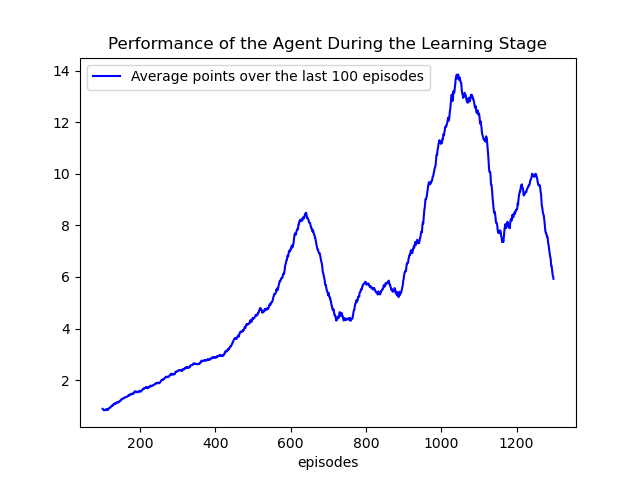 Performance of the Agent During the Learning Stage
Average points over the last 100 episodes
14
12
10
8
6
4
2
200 400 600 800 1000 1200
episodes